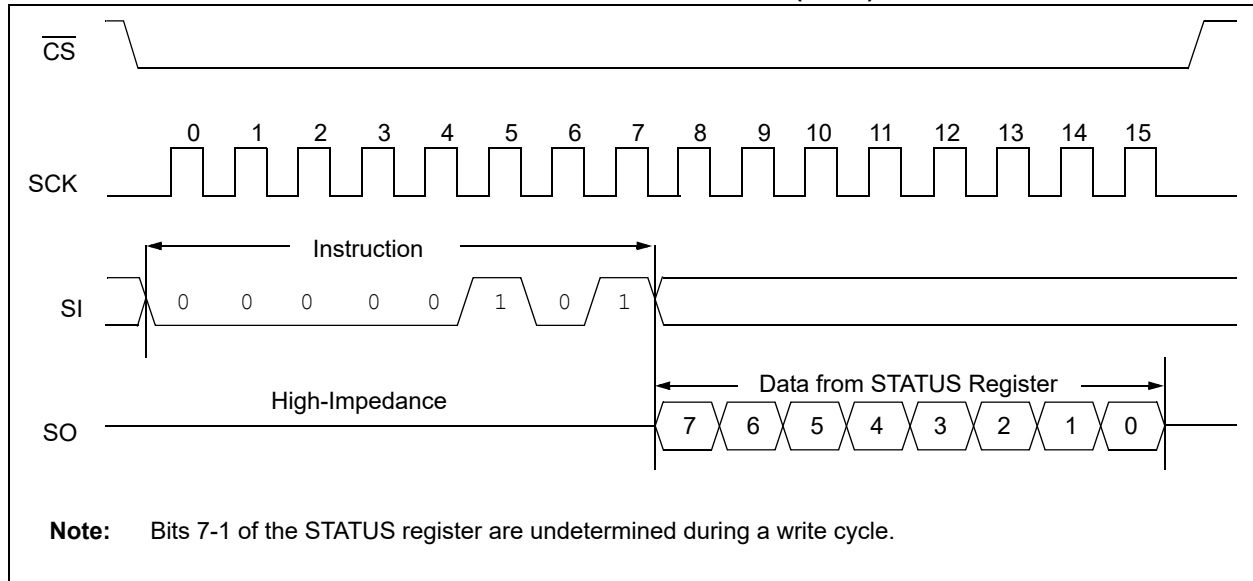 CS
0 1 2 3 4 5 6 7 8 9 10 11 12 13 14 15
SCK
Instruction
SI 0 0 0 0 0 1 0 1
Data from STATUS Register
High-Impedance
SO 7 6 5 4 3 2 1 0
Note: Bits 7-1 of the STATUS register are undetermined during a write cycle.